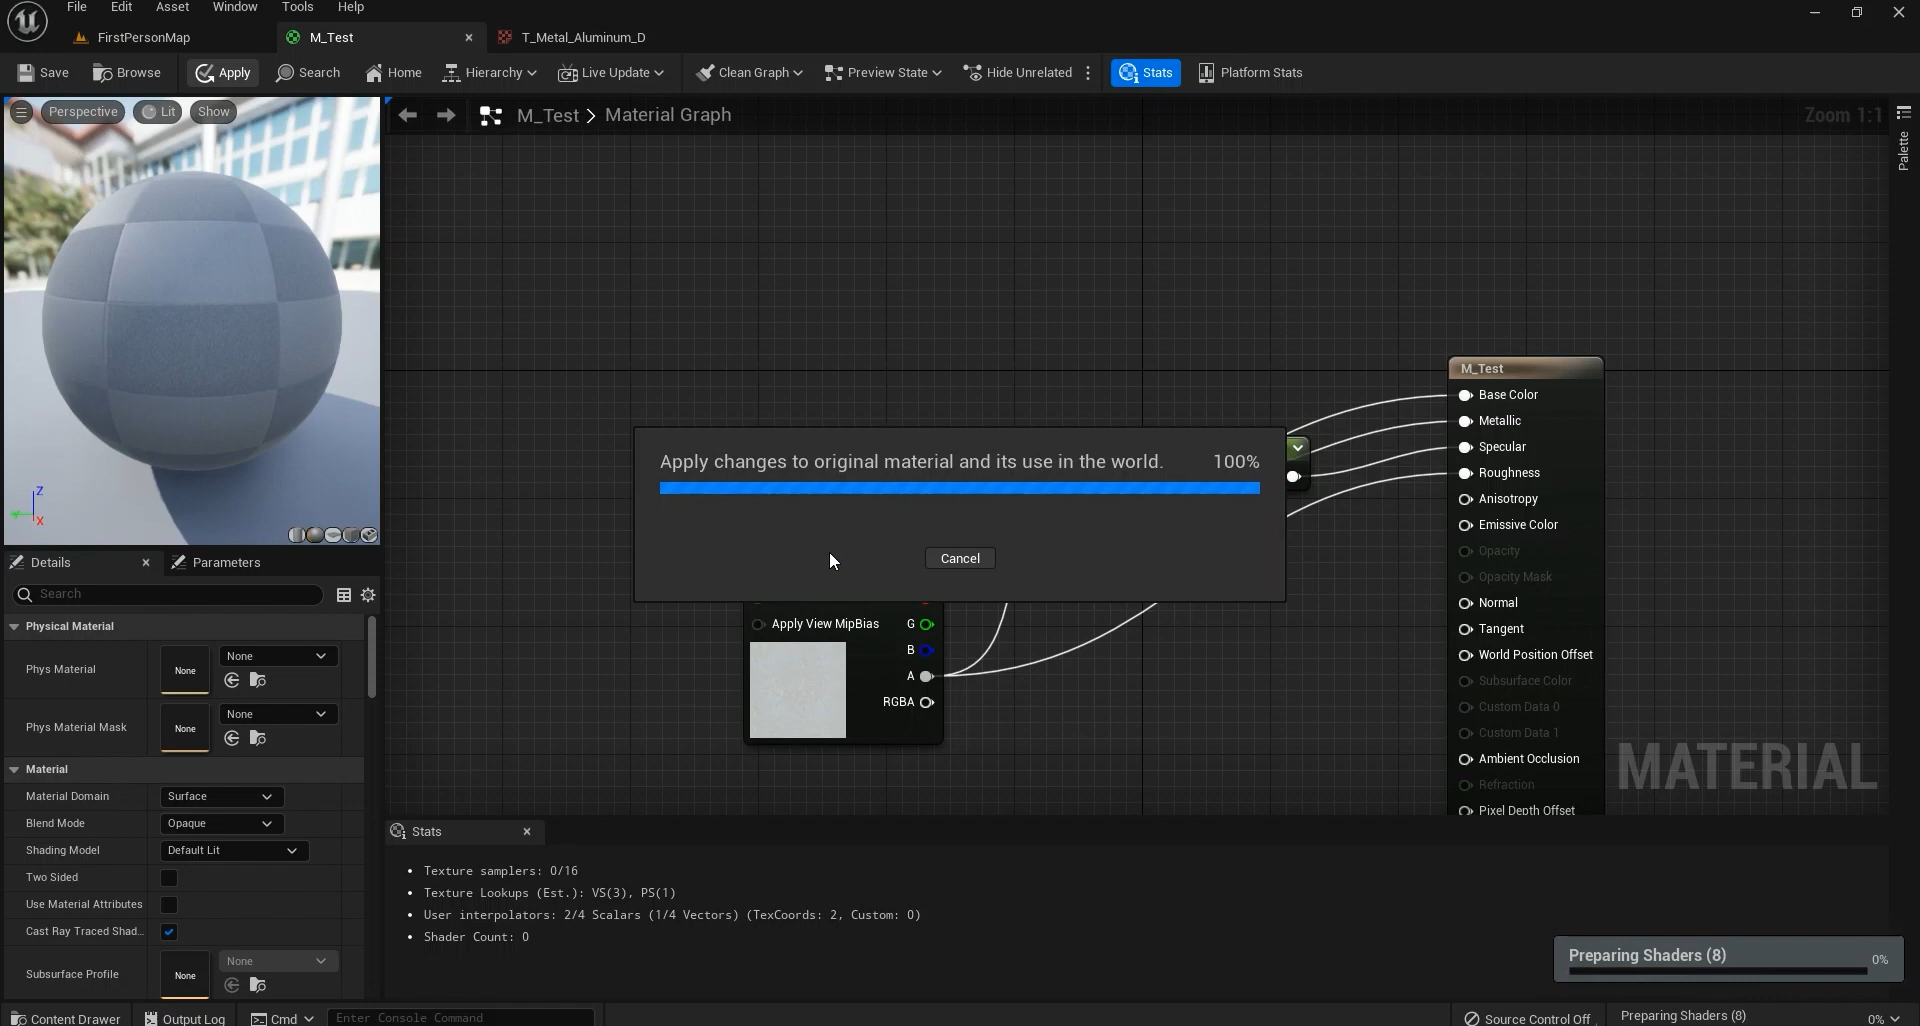 File Edit Asset Window Tools Help
FirstPersonMap M_Test T_Metal_Aluminum_D
Save Browse Apply Search Home Hierarchy Live Update Clean Graph Preview State Hide Unrelated Stats Platform Stats
Perspective Lit Show
M_Test > Material Graph
Zoom 1:1
Palette
Z
X
Apply changes to original material and its use in the world. 100%
Cancel
M_Test
Base Color
Metallic
Specular
Roughness
Anisotropy
Emissive Color
Opacity
Opacity Mask
Normal
Tangent
World Position Offset
Subsurface Color
Custom Data 0
Custom Data 1
Ambient Occlusion
Refraction
Pixel Depth Offset
Apply View MipBias G
B
A
RGBA
MATERIAL
Details Parameters
Search
Physical Material
Phys Material None None
Phys Material Mask None None
Material
Material Domain Surface
Blend Mode Opaque
Shading Model Default Lit
Two Sided
Use Material Attributes
Cast Ray Traced Shad...
Subsurface Profile None None
Stats
• Texture samplers: 0/16
• Texture Lookups (Est.): VS(3), PS(1)
• User interpolators: 2/4 Scalars (1/4 Vectors) (TexCoords: 2, Custom: 0)
• Shader Count: 0
Preparing Shaders (8) 0%
Content Drawer Output Log Cmd Enter Console Command Source Control Off Preparing Shaders (8) 0%